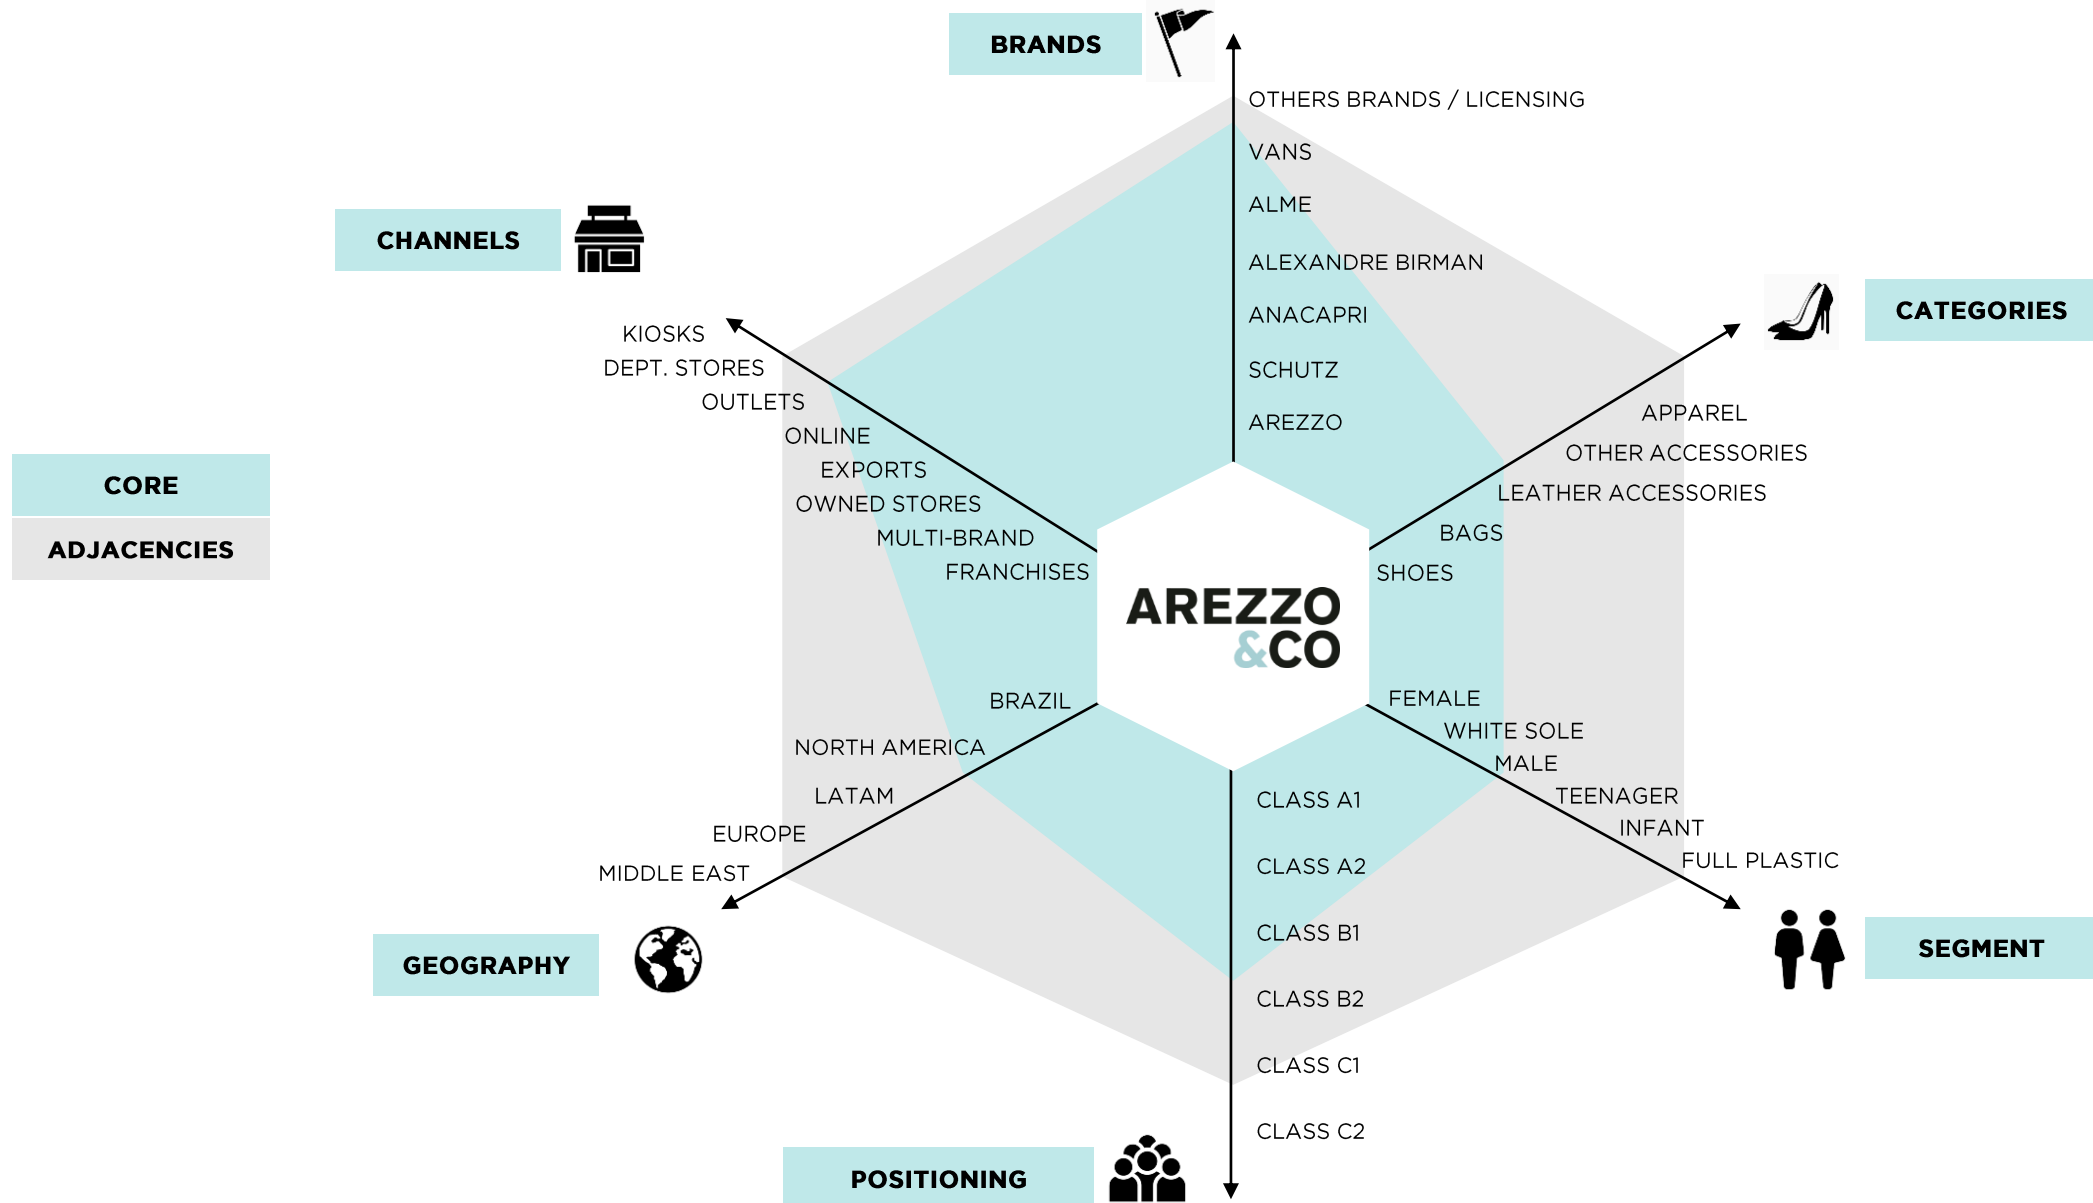 BRANDS
OTHERS BRANDS / LICENSING
VANS
ALME
ALEXANDRE BIRMAN
ANACAPRI
SCHUTZ
AREZZO
CHANNELS
KIOSKS
DEPT. STORES
OUTLETS
ONLINE
EXPORTS
OWNED STORES
MULTI-BRAND
FRANCHISES
CATEGORIES
APPAREL
OTHER ACCESSORIES
LEATHER ACCESSORIES
BAGS
SHOES
CORE
ADJACENCIES
AREZZO
&CO
BRAZIL
NORTH AMERICA
LATAM
EUROPE
MIDDLE EAST
GEOGRAPHY
FEMALE
WHITE SOLE
MALE
TEENAGER
INFANT
FULL PLASTIC
SEGMENT
CLASS A1
CLASS A2
CLASS B1
CLASS B2
CLASS C1
CLASS C2
POSITIONING